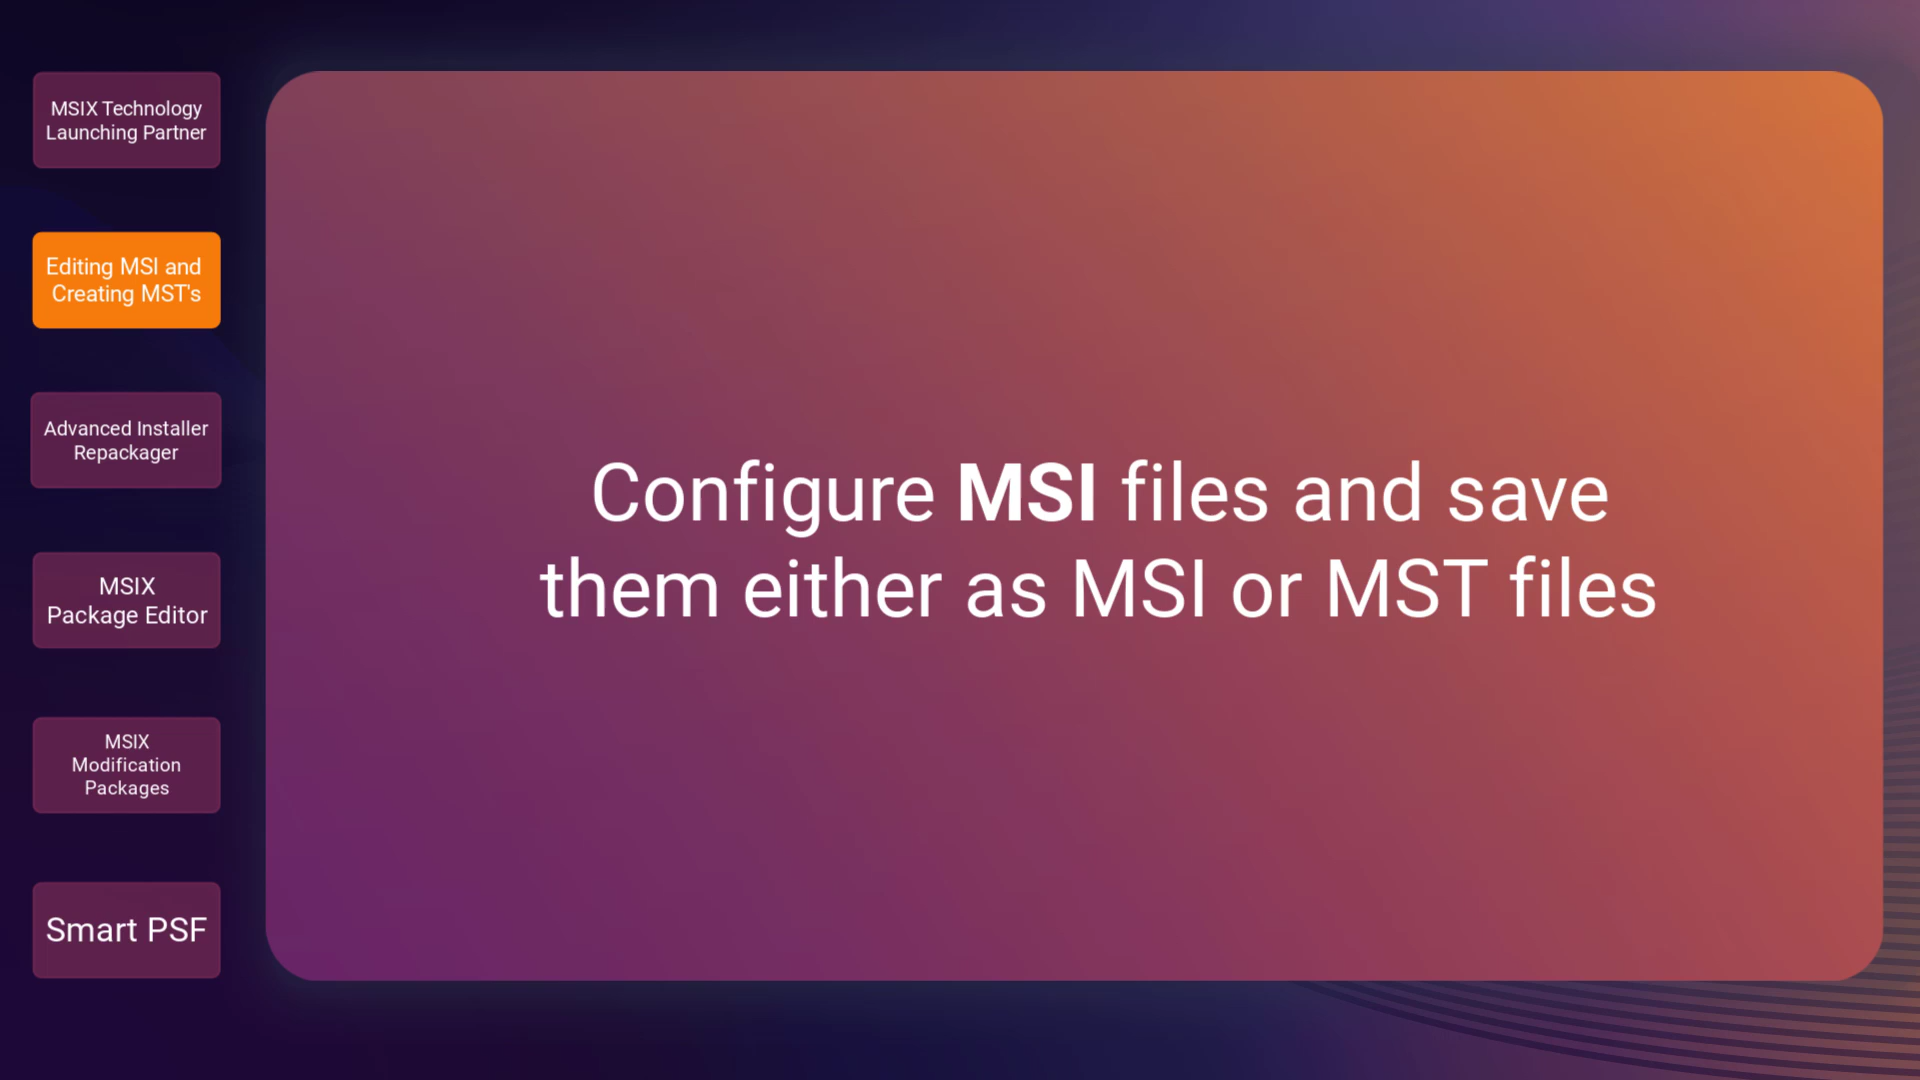 MSIX Technology
Launching Partner
Editing MSI and
Creating MST's
Advanced Installer
Repackager
MSIX
Package Editor
MSIX
Modification
Packages
Smart PSF
Configure MSI files and save
them either as MSI or MST files